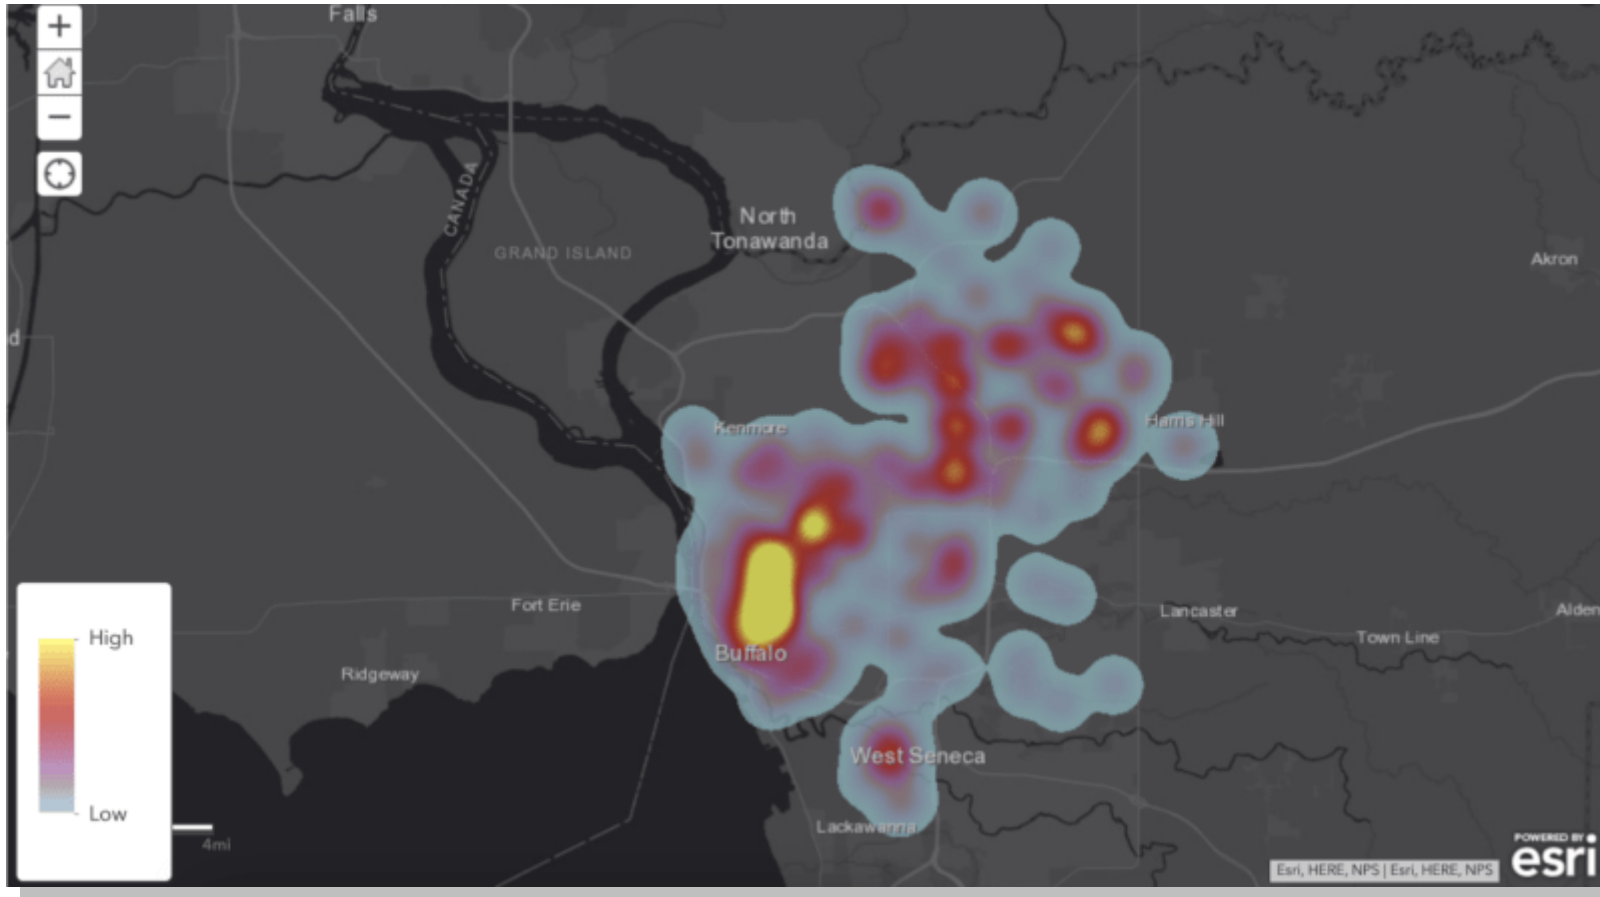 Falls
+
−
CANADA
GRAND ISLAND
North
Tonawanda
Akron
d
Kenmore
Harris Hill
Fort Erie
Lancaster
Alden
Town Line
High
Buffalo
Ridgeway
West Seneca
Low
Lackawanna
4mi
POWERED BY
esri
Esri, HERE, NPS | Esri, HERE, NPS